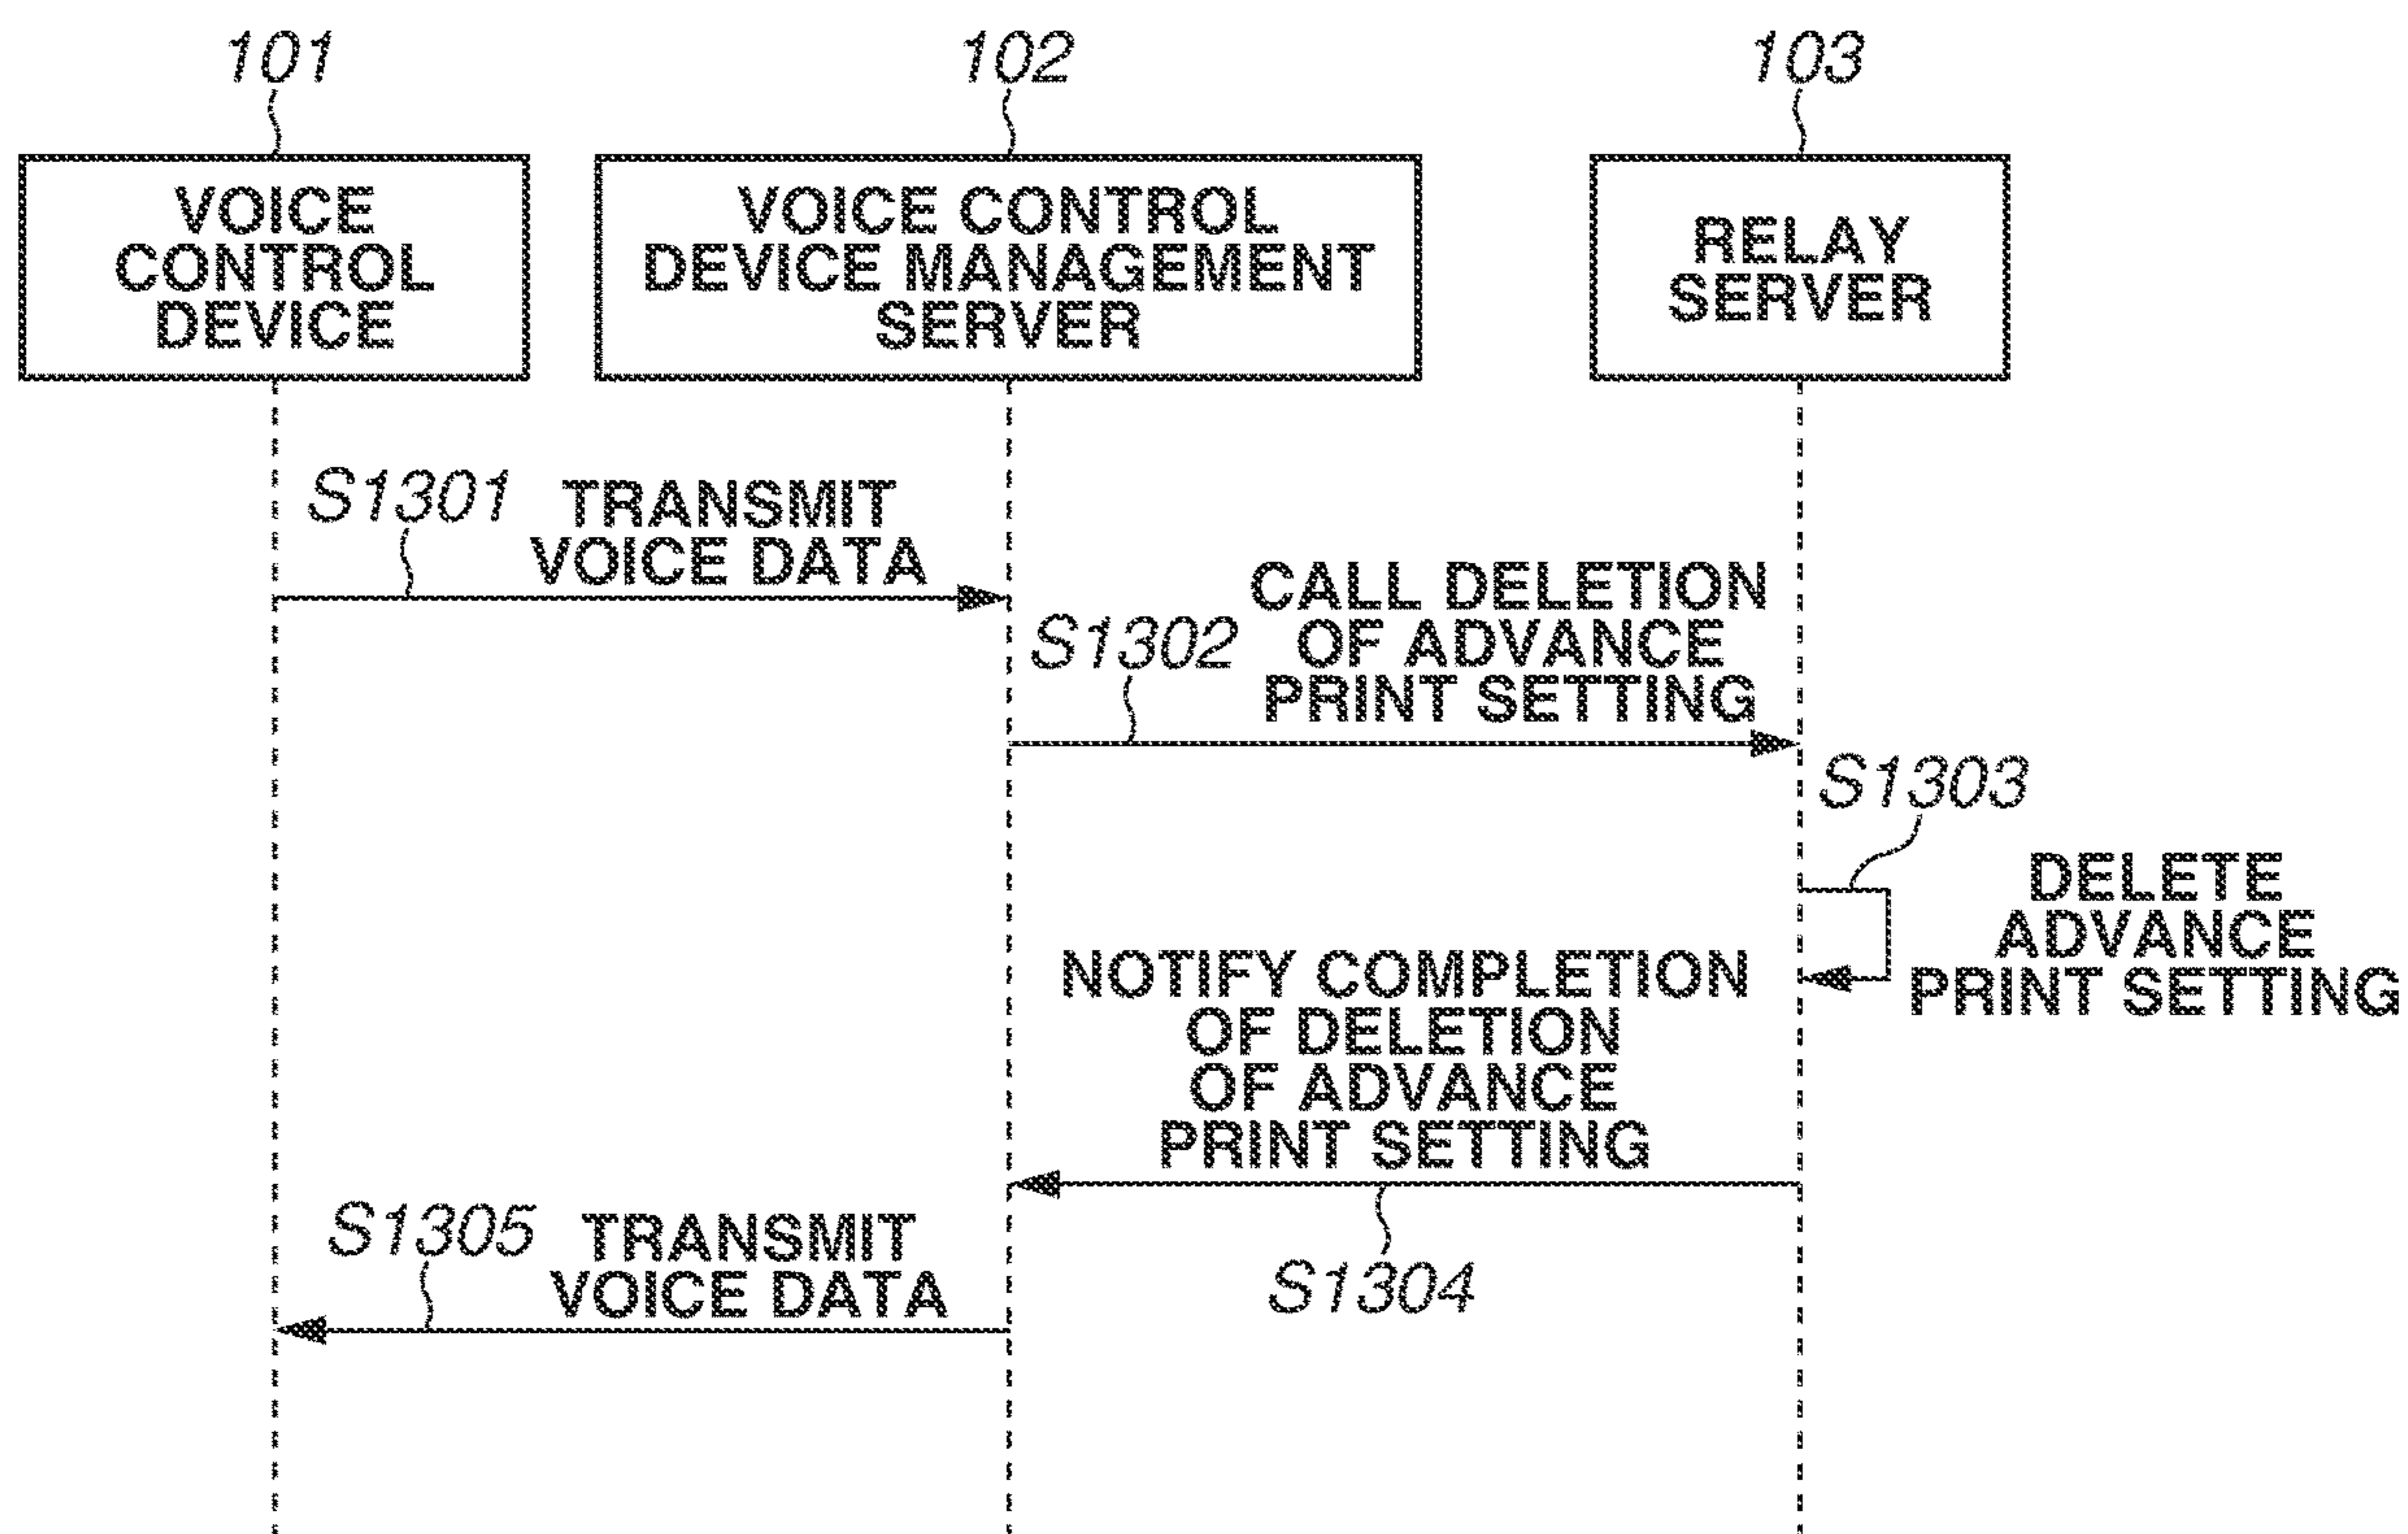 101
102
103
VOICE
CONTROL
DEVICE
VOICE CONTROL
DEVICE MANAGEMENT
SERVER
RELAY
SERVER
S1301
TRANSMIT
VOICE DATA
S1302
CALL DELETION
OF ADVANCE
PRINT SETTING
S1303
DELETE
ADVANCE
PRINT SETTING
NOTIFY COMPLETION
OF DELETION
OF ADVANCE
PRINT SETTING
S1304
S1305
TRANSMIT
VOICE DATA